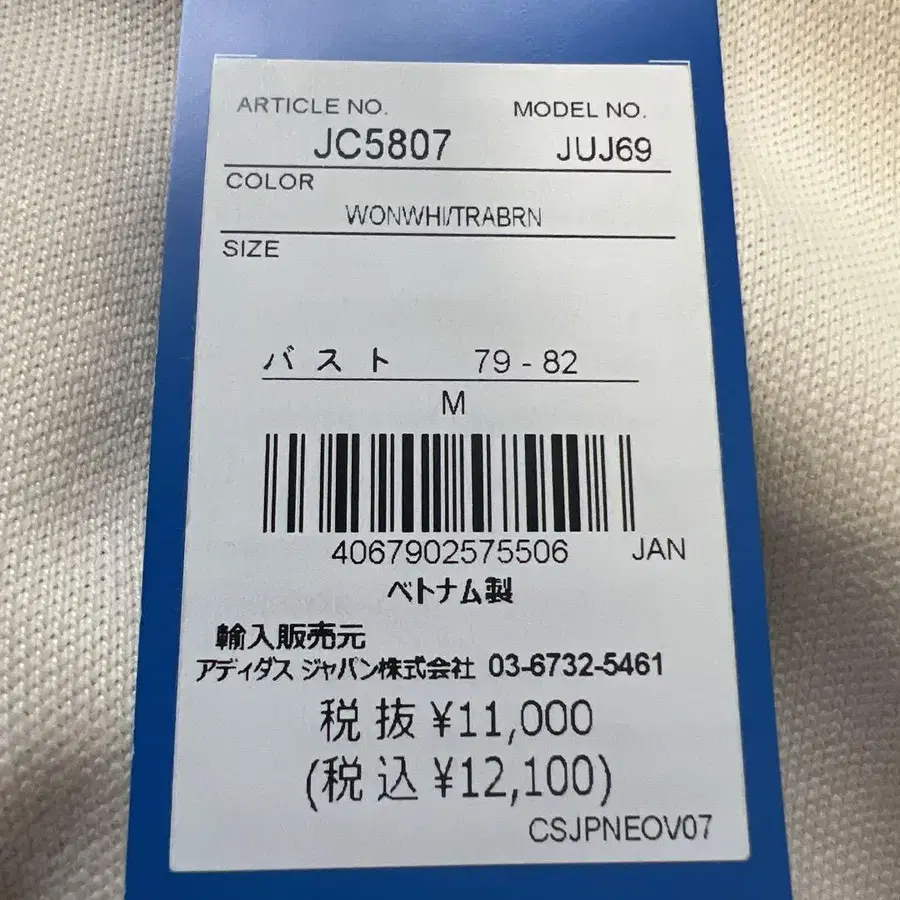 ARTICLE NO. MODEL NO.
JC5807 JUJ69
COLOR
WONWHI/TRABRN
SIZE
バスト 79 - 82
M
4067902575506 JAN
ベトナム製
輸入販売元
アディダス ジャパン株式会社 03-6732-5461
税抜 ¥11,000
(税込 ¥12,100)
CSJPNEOV07